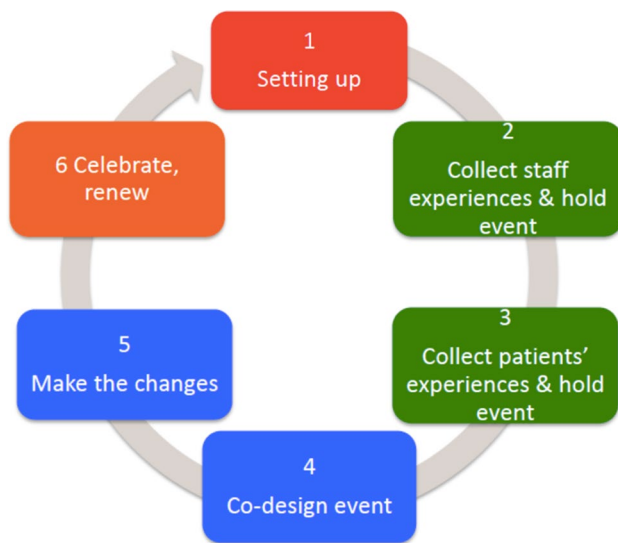 1
Setting up
2
Collect staff
experiences & hold
event
3
Collect patients’
experiences & hold
event
4
Co-design event
5
Make the changes
6 Celebrate,
renew